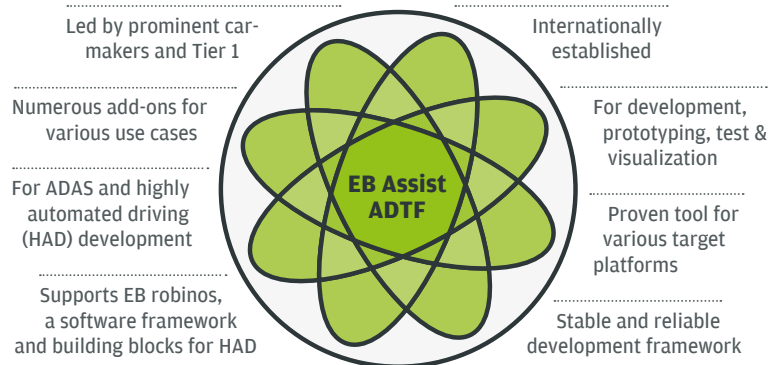 Led by prominent car-
makers and Tier 1
Numerous add-ons for
various use cases
For ADAS and highly
automated driving
(HAD) development
Supports EB robinos,
a software framework
and building blocks for HAD
EB Assist
ADTF
Internationally
established
For development,
prototyping, test &
visualization
Proven tool for
various target
platforms
Stable and reliable
development framework